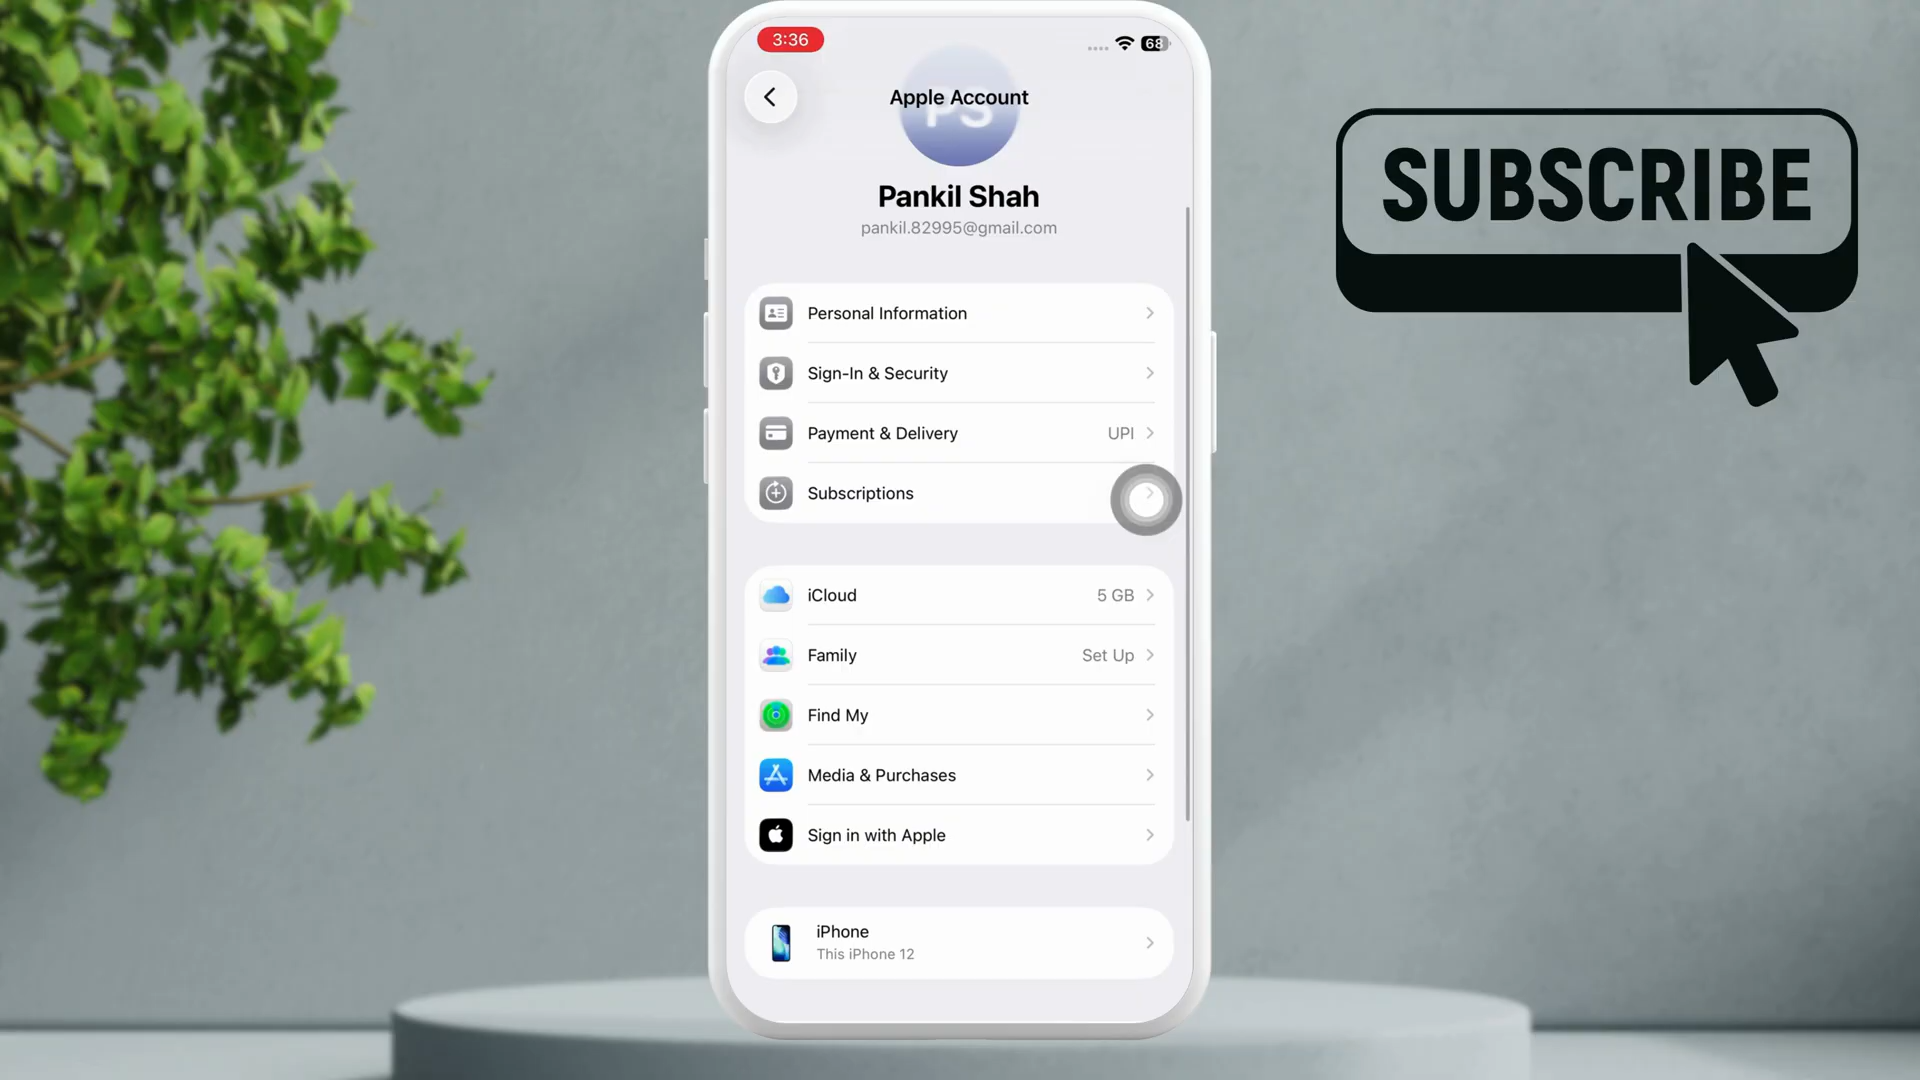 3:36
68
Apple Account
PS
Pankil Shah
pankil.82995@gmail.com
Personal Information
Sign-In & Security
Payment & Delivery UPI
Subscriptions
iCloud 5 GB
Family Set Up
Find My
Media & Purchases
Sign in with Apple
iPhone
This iPhone 12
SUBSCRIBE